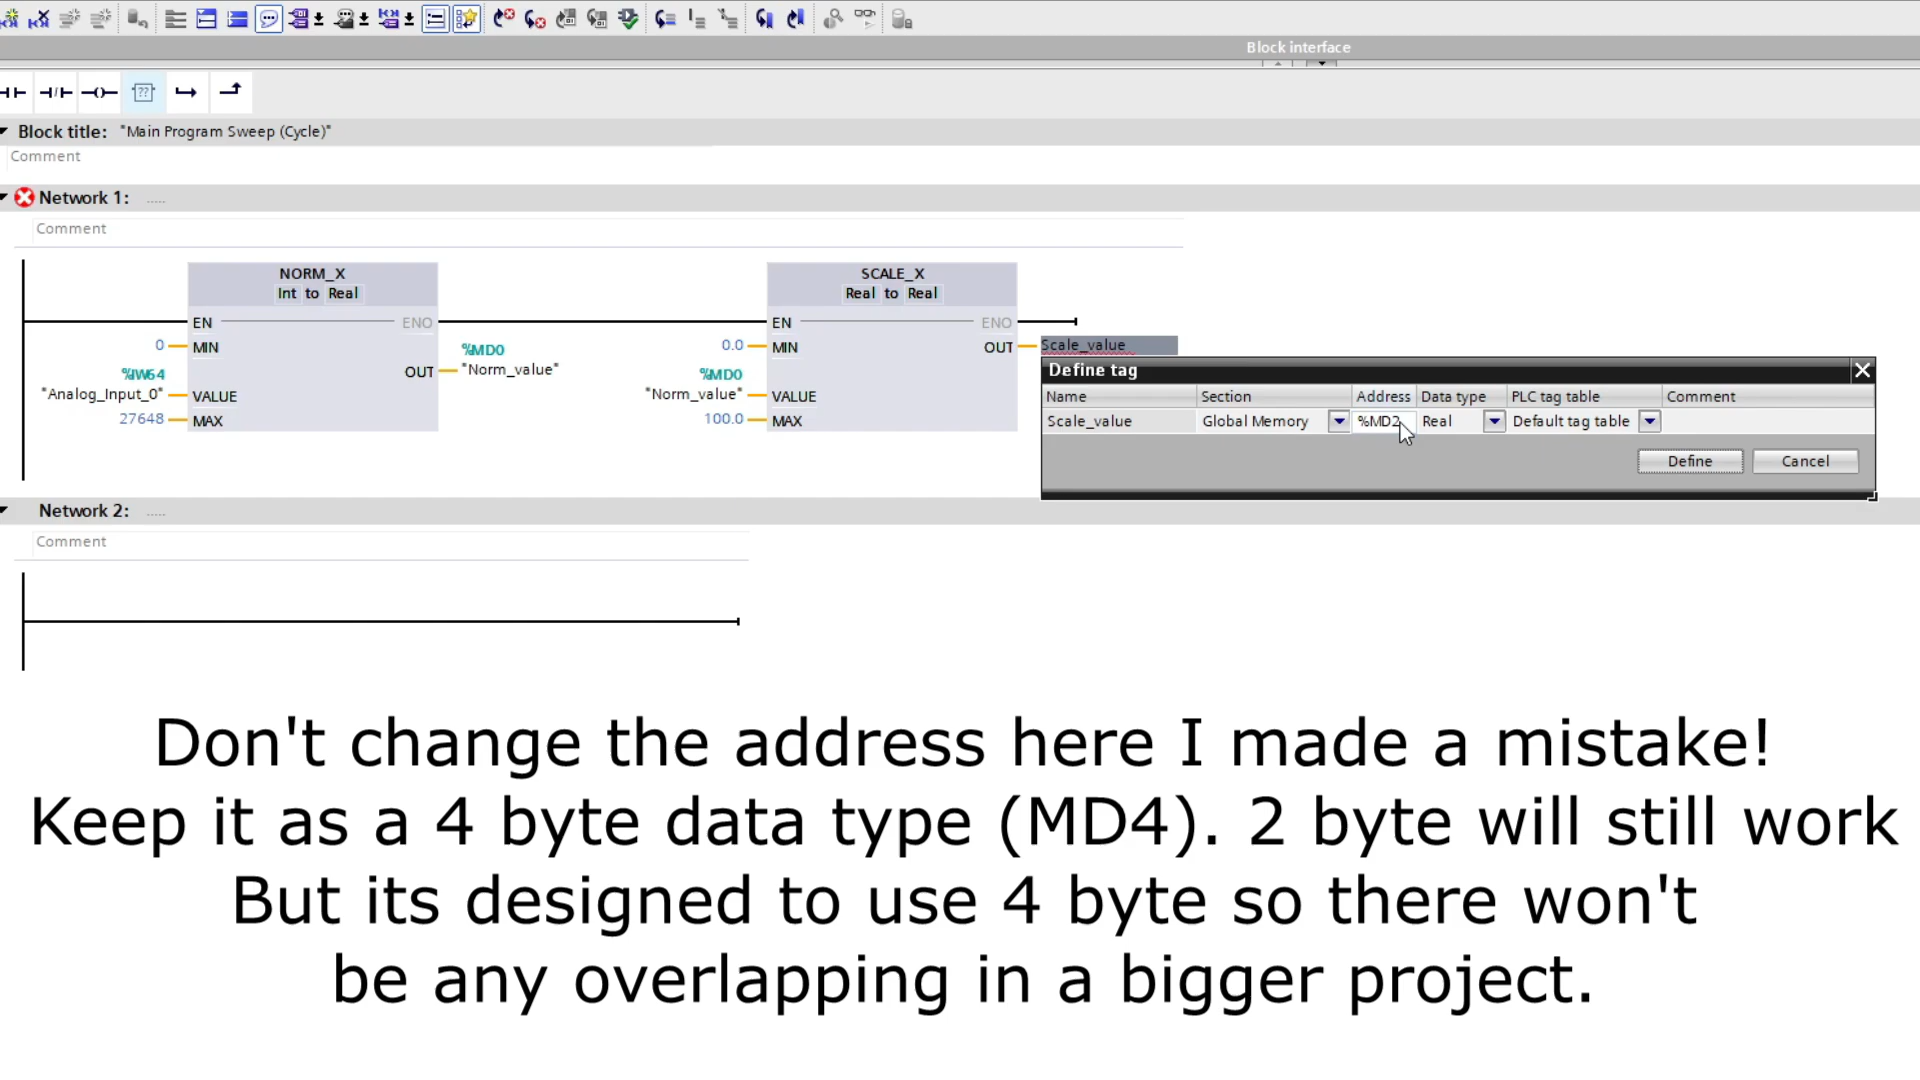 Block interface
Block title: "Main Program Sweep (Cycle)"
Comment
Network 1: .....
Comment
NORM_X
Int to Real
EN ENO
0 MIN
%MD0
OUT "Norm_value"
%IW64
"Analog_Input_0" VALUE
27648 MAX
SCALE_X
Real to Real
EN ENO
0.0 MIN
OUT Scale_value
%MD0
"Norm_value" VALUE
100.0 MAX
Define tag
Name Section Address Data type PLC tag table Comment
Scale_value Global Memory %MD2 Real Default tag table
Define Cancel
Network 2: .....
Comment
Don't change the address here I made a mistake!
Keep it as a 4 byte data type (MD4). 2 byte will still work
But its designed to use 4 byte so there won't
be any overlapping in a bigger project.